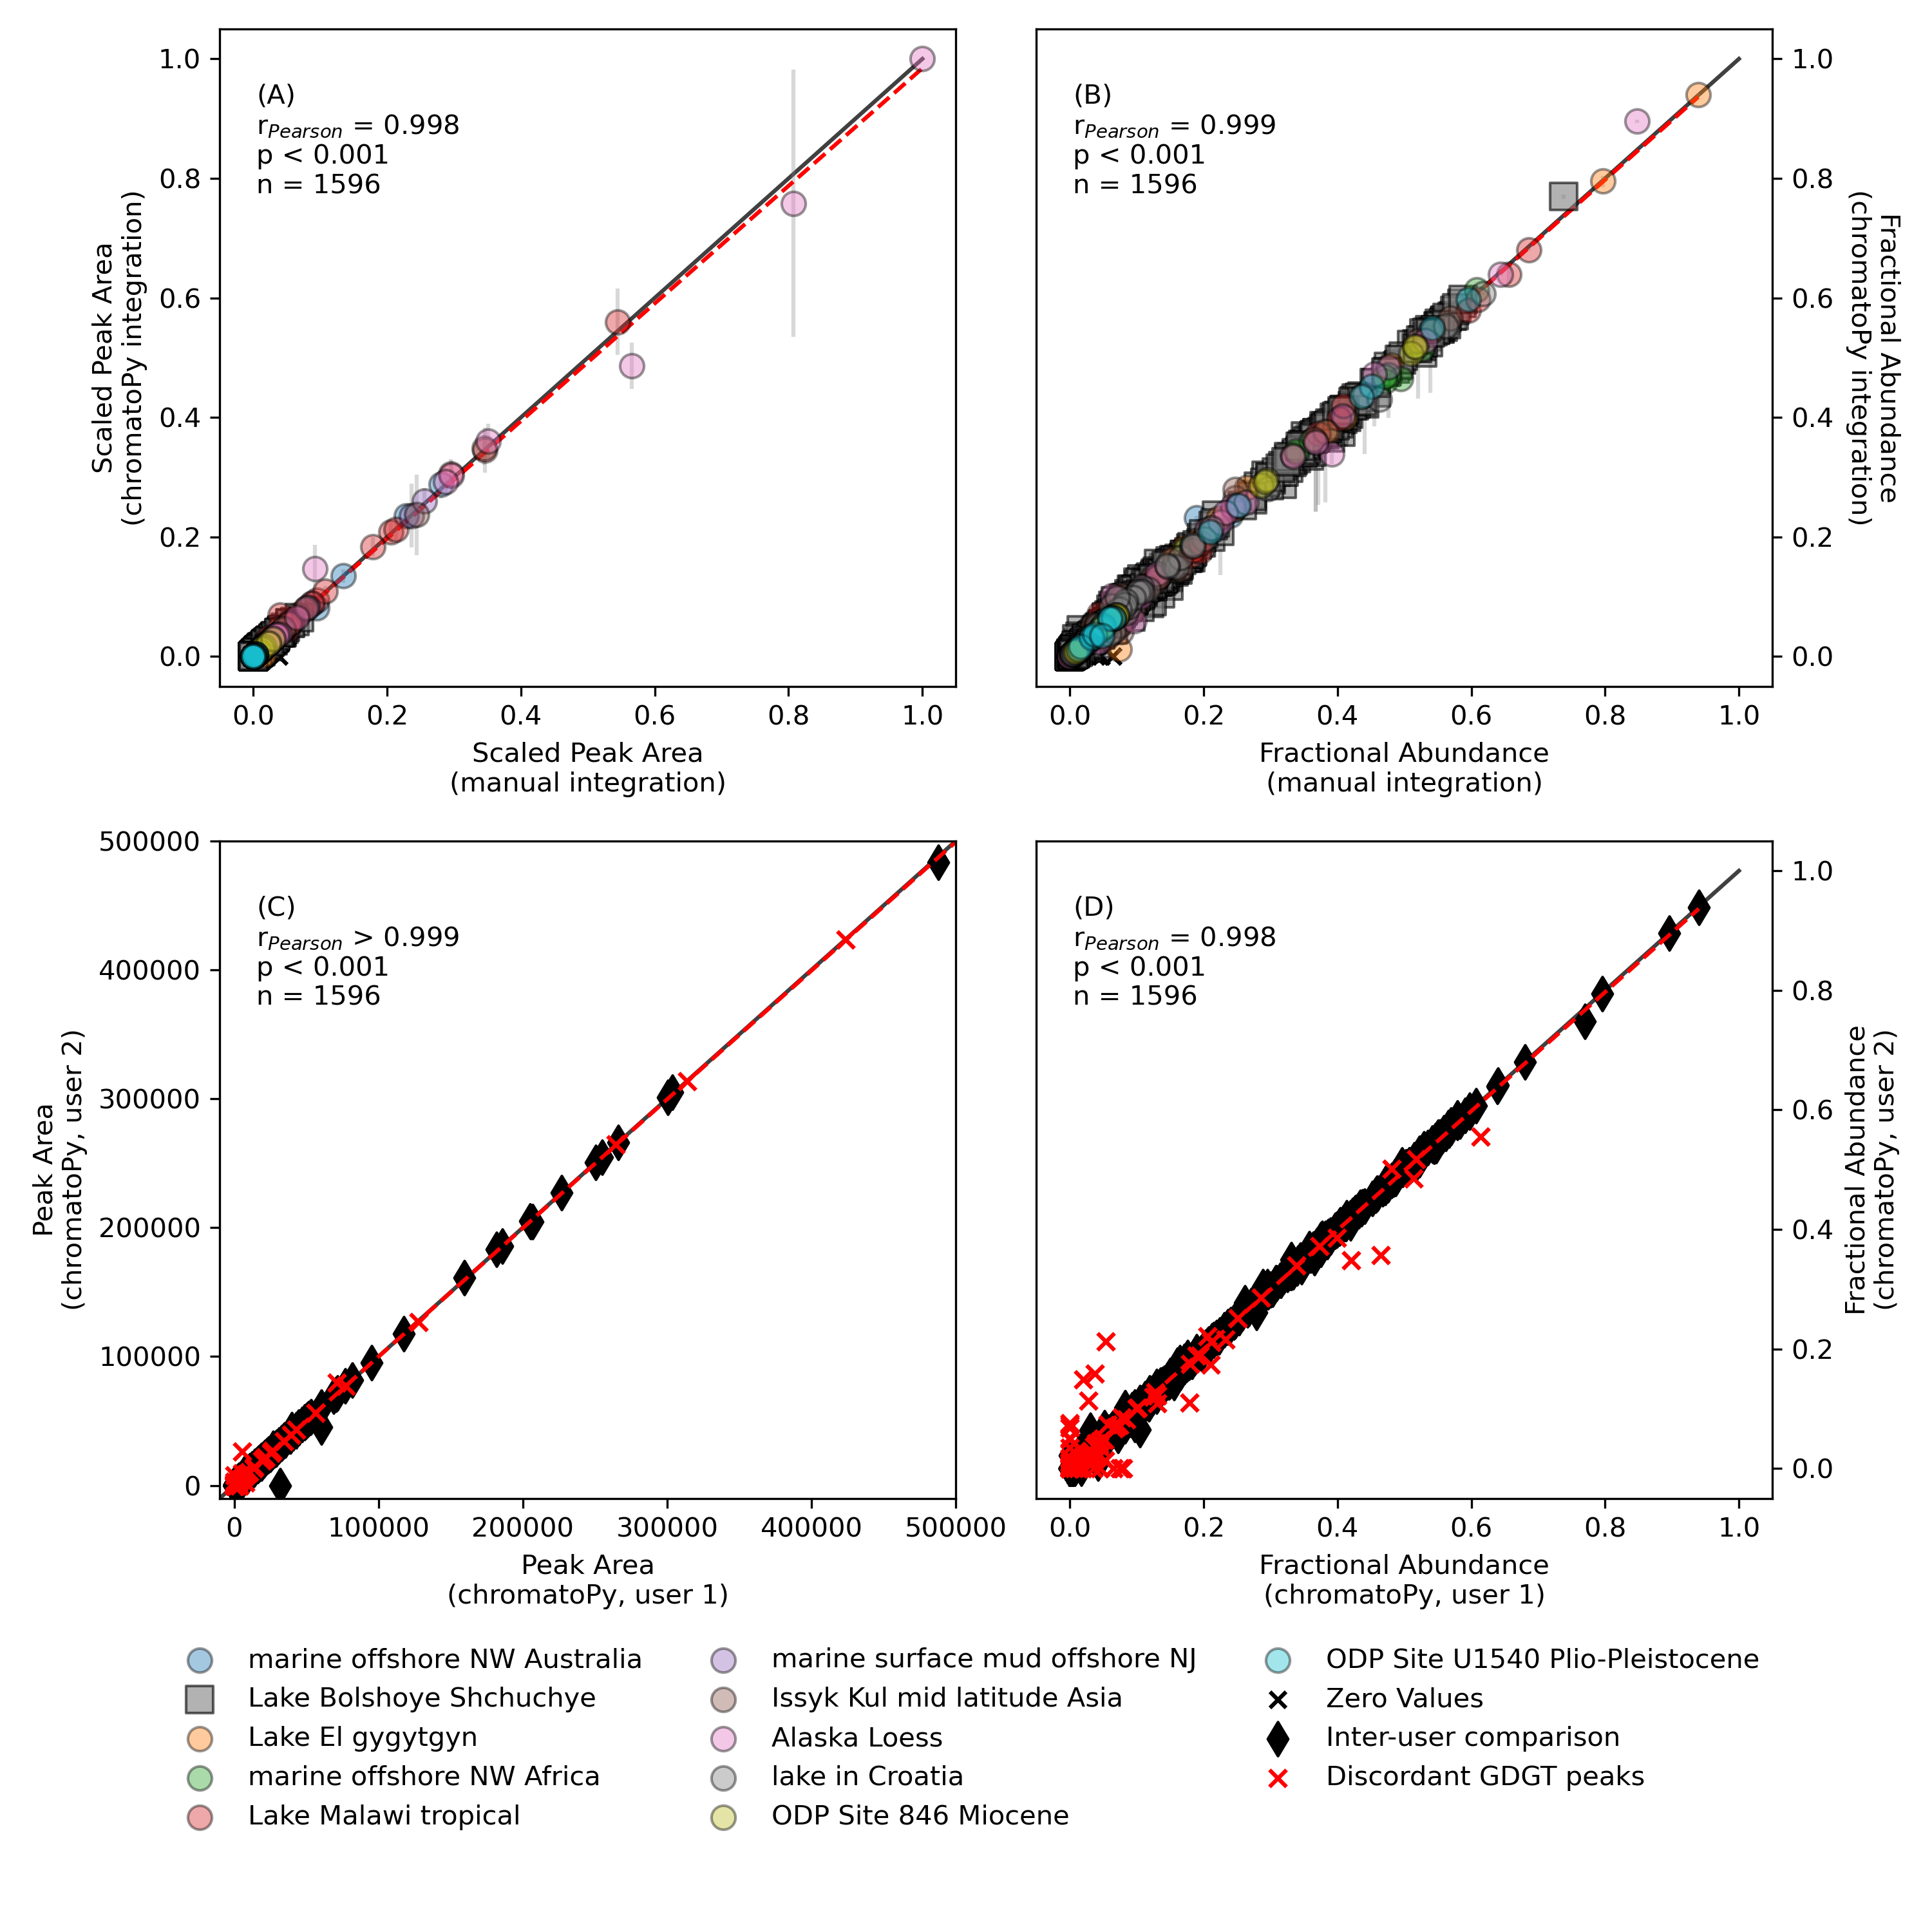 (A)
r_Pearson = 0.998
p < 0.001
n = 1596
1.0
0.8
0.6
0.4
0.2
0.0
Scaled Peak Area
(chromatoPy integration)
0.0 0.2 0.4 0.6 0.8 1.0
Scaled Peak Area
(manual integration)
(B)
r_Pearson = 0.999
p < 0.001
n = 1596
1.0
0.8
0.6
0.4
0.2
0.0
Fractional Abundance
(chromatoPy integration)
0.0 0.2 0.4 0.6 0.8 1.0
Fractional Abundance
(manual integration)
(C)
r_Pearson > 0.999
p < 0.001
n = 1596
500000
400000
300000
200000
100000
0
Peak Area
(chromatoPy, user 2)
0 100000 200000 300000 400000 500000
Peak Area
(chromatoPy, user 1)
(D)
r_Pearson = 0.998
p < 0.001
n = 1596
1.0
0.8
0.6
0.4
0.2
0.0
Fractional Abundance
(chromatoPy, user 2)
0.0 0.2 0.4 0.6 0.8 1.0
Fractional Abundance
(chromatoPy, user 1)
marine offshore NW Australia
Lake Bolshoye Shchuchye
Lake El gygytgyn
marine offshore NW Africa
Lake Malawi tropical
marine surface mud offshore NJ
Issyk Kul mid latitude Asia
Alaska Loess
lake in Croatia
ODP Site 846 Miocene
ODP Site U1540 Plio-Pleistocene
Zero Values
Inter-user comparison
Discordant GDGT peaks